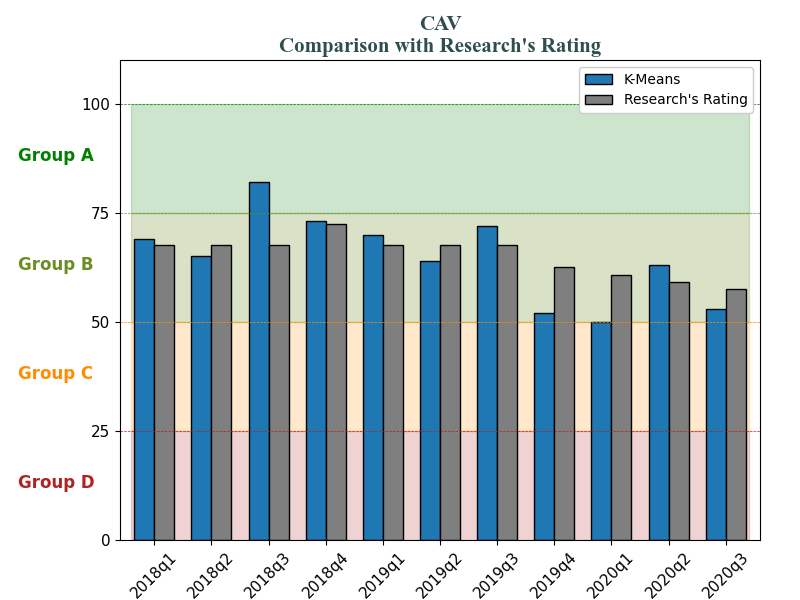 CAV
Comparison with Research's Rating
K-Means
Research's Rating
100
Group A
75
Group B
50
Group C
25
Group D
0
2018q1
2018q2
2018q3
2018q4
2019q1
2019q2
2019q3
2019q4
2020q1
2020q2
2020q3